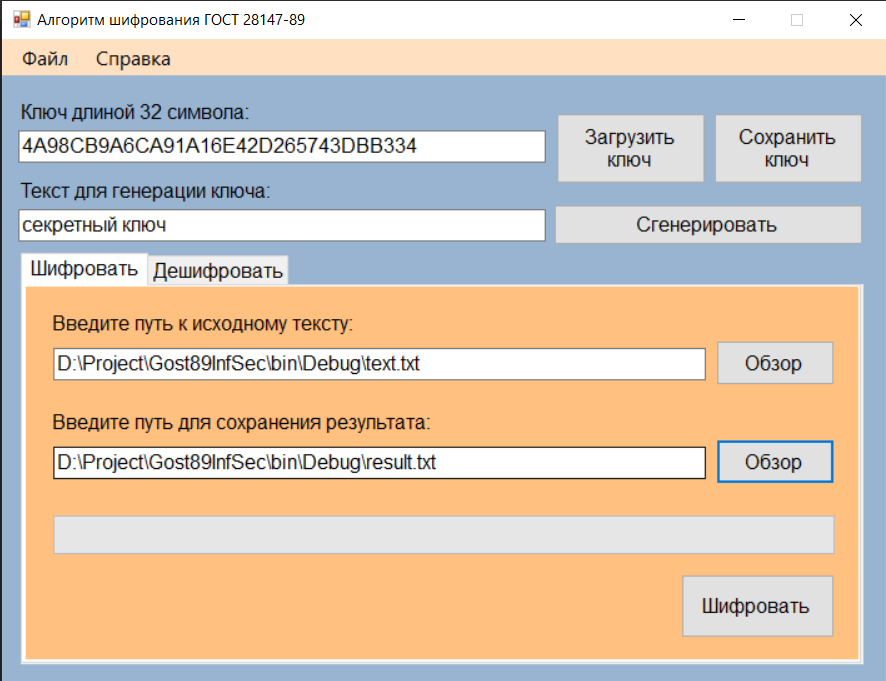 Алгоритм шифрования ГОСТ 28147-89
Файл Справка
Ключ длиной 32 символа:
4A98CB9A6CA91A16E42D265743DBB334
Загрузить
ключ
Сохранить
ключ
Текст для генерации ключа:
секретный ключ
Сгенерировать
Шифровать Дешифровать
Введите путь к исходному тексту:
D:\Project\Gost89InfSec\bin\Debug\text.txt
Обзор
Введите путь для сохранения результата:
D:\Project\Gost89InfSec\bin\Debug\result.txt
Обзор
Шифровать